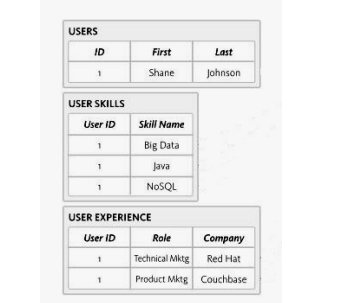 USERS
ID First Last
1 Shane Johnson
USER SKILLS
User ID Skill Name
1 Big Data
1 Java
1 NoSQL
USER EXPERIENCE
User ID Role Company
1 Technical Mktg Red Hat
1 Product Mktg Couchbase